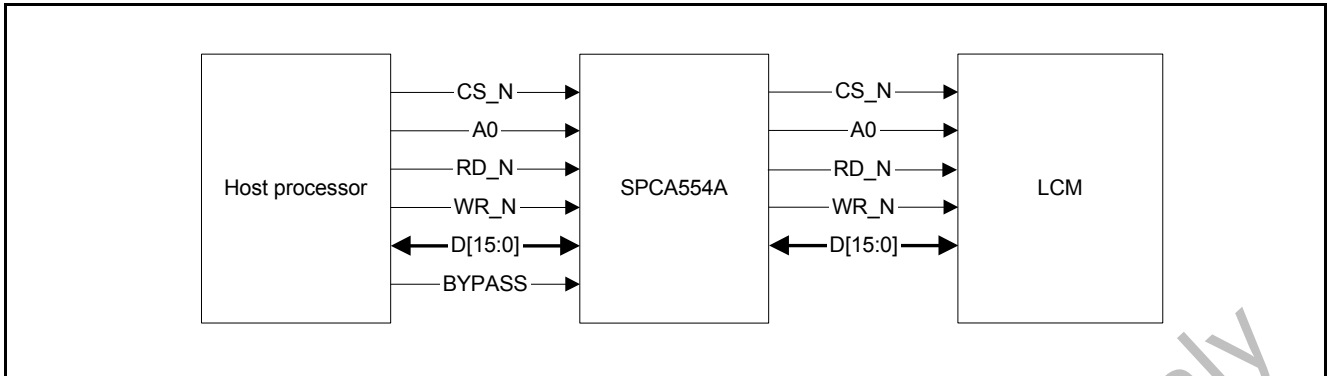 CS_N CS_N
A0 A0
RD_N RD_N
Host processor SPCA554A LCM
WR_N WR_N
D[15:0] D[15:0]
BYPASS